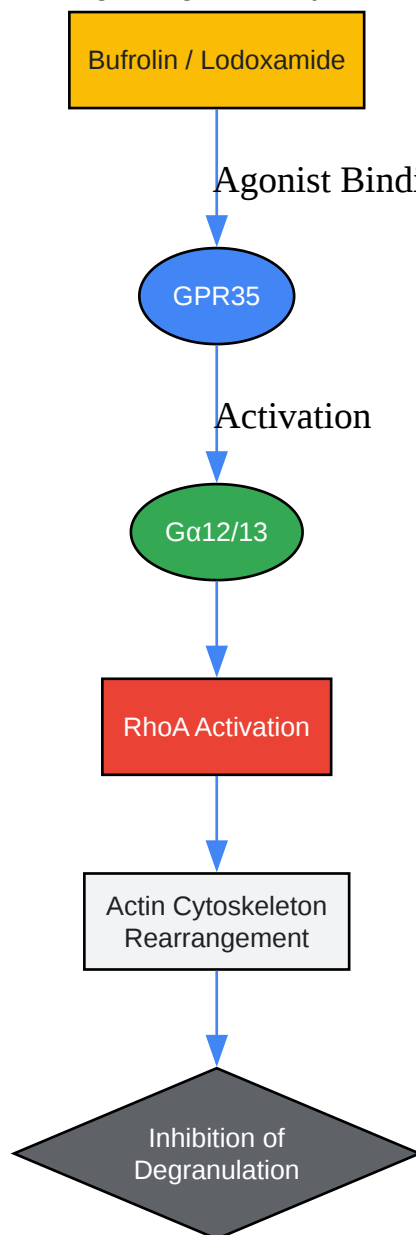 Bufrolin / Lodoxamide
Agonist Bindi
GPR35
Activation
Gα12/13
RhoA Activation
Actin Cytoskeleton
Rearrangement
Inhibition of
Degranulation